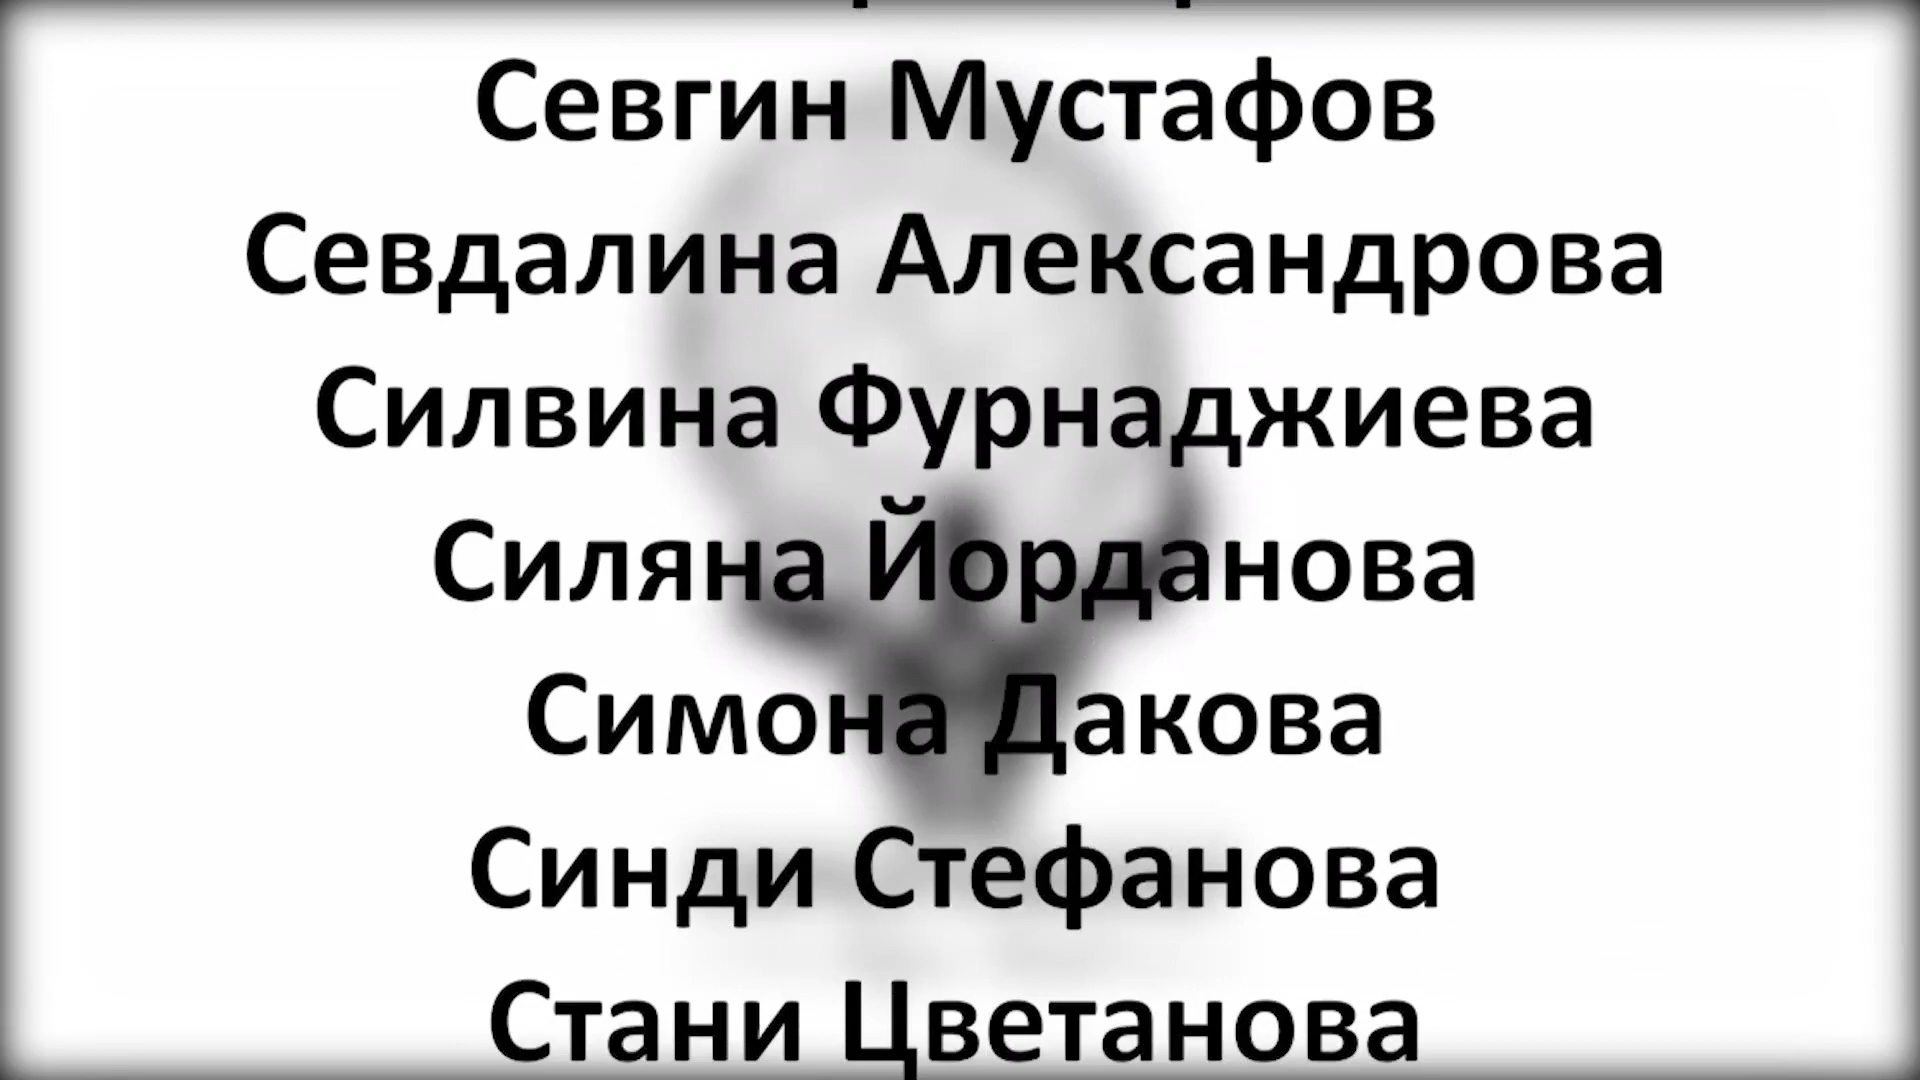 Севгин Мустафов
Севдалина Александрова
Силвина Фурнаджиева
Силяна Йорданова
Симона Дакова
Синди Стефанова
Стани Цветанова